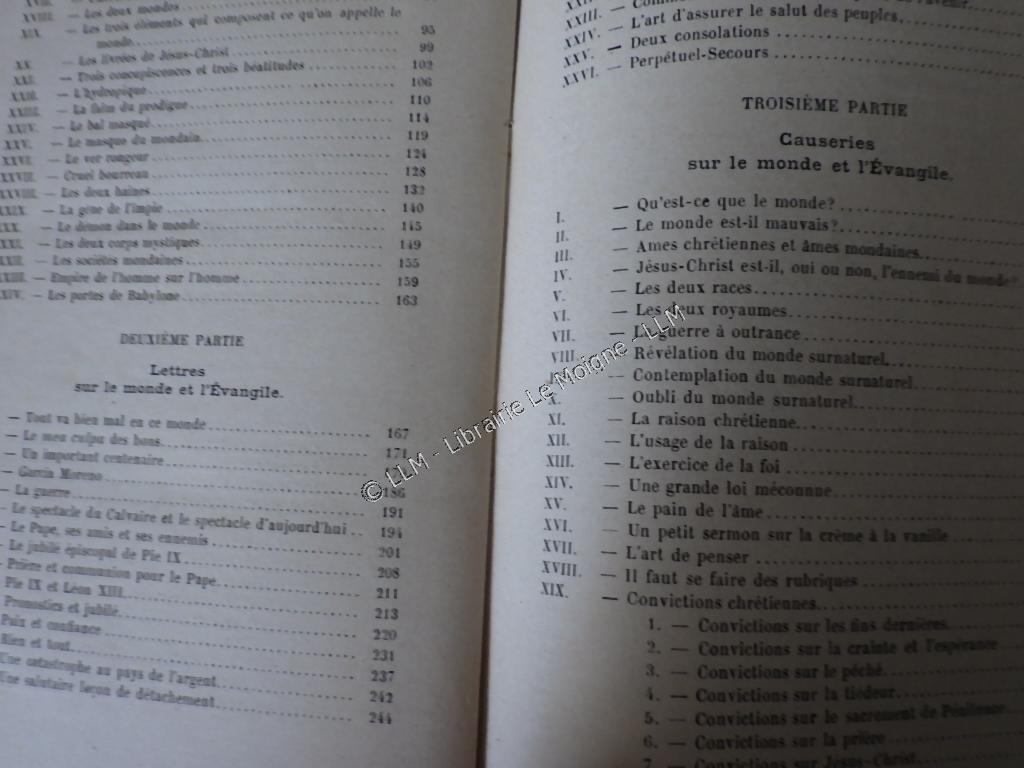 XVIII. — Les deux mondes
XIX. — Les trois éléments qui composent ce qu'on appelle le
monde 95
XX. — Les livrées de Jésus-Christ 99
XXI. — Trois concupiscences et trois béatitudes 102
XXII. — L'hydropique 106
XXIII. — La faim du prodigue 110
XXIV. — Le bal masqué 114
XXV. — Le masque du mondain 119
XXVI. — Le ver rongeur 124
XXVII. — Cruel bourreau 128
XXVIII. — Les deux haines 132
XXIX. — La gêne de l'impie 140
XXX. — Le démon dans le monde 145
XXXI. — Les deux corps mystiques 149
XXXII. — Les sociétés mondaines 155
XXXIII. — Empire de l'homme sur l'homme 159
XXXIV. — Les portes de Babylone 163
DEUXIÈME PARTIE
Lettres
sur le monde et l'Évangile.
— Tout va bien mal en ce monde 167
— Le mea culpa des bons 171
— Un important centenaire
— Garcia Moreno 186
— La guerre 191
— Le spectacle du Calvaire et le spectacle d'aujourd'hui 194
— Le Pape, ses amis et ses ennemis 201
— Le jubilé épiscopal de Pie IX 208
— Prière et communion pour le Pape 211
Pie IX et Léon XIII 213
Pronostics et jubilé 220
Paix et confiance 231
Rien et tout 237
Une catastrophe au pays de l'argent 242
Une salutaire leçon de détachement 244
XXIII.
XXIV. — L'art d'assurer le salut des peuples
XXV. — Deux consolations
XXVI. — Perpétuel-Secours
TROISIÈME PARTIE
Causeries
sur le monde et l'Évangile.
I. — Qu'est-ce que le monde?
II. — Le monde est-il mauvais?
III. — Ames chrétiennes et âmes mondaines
IV. — Jésus-Christ est-il, oui ou non, l'ennemi du monde?
V. — Les deux races
VI. — Les deux royaumes
VII. — La guerre à outrance
VIII. — Révélation du monde surnaturel
— Contemplation du monde surnaturel
X. — Oubli du monde surnaturel
XI. — La raison chrétienne
XII. — L'usage de la raison
XIII. — L'exercice de la foi
XIV. — Une grande loi méconnue
XV. — Le pain de l'âme
XVI. — Un petit sermon sur la crème à la vanille
XVII. — L'art de penser
XVIII. — Il faut se faire des rubriques
XIX. — Convictions chrétiennes
1. — Convictions sur les fins dernières
2. — Convictions sur la crainte et l'espérance
3. — Convictions sur le péché
4. — Convictions sur la tiédeur
5. — Convictions sur le sacrement de Pénitence
6. — Convictions sur la prière
7. — Convictions sur Jésus-Christ
© LLM - Librairie Le Moigne - LLM